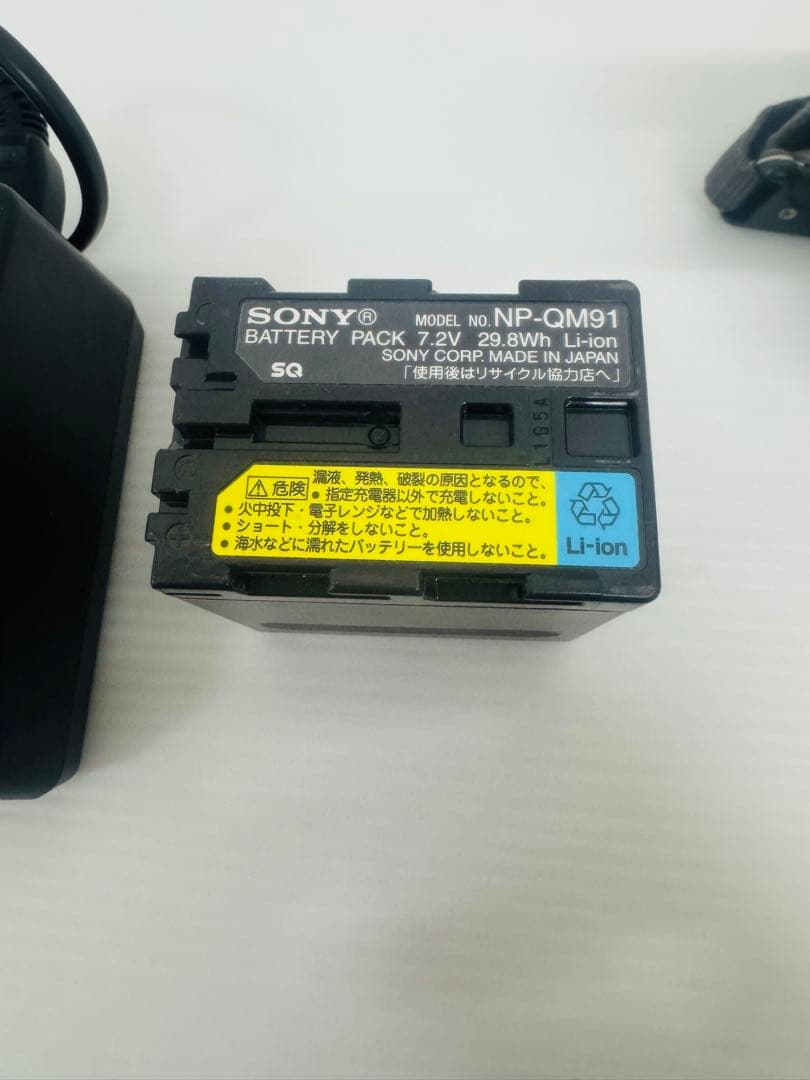 SONY® MODEL NO. NP-QM91
BATTERY PACK 7.2V 29.8Wh Li-ion
SONY CORP. MADE IN JAPAN
SQ 「使用後はリサイクル協力店へ」
L1G5A
⚠危険 漏液、発熱、破裂の原因となるので、
● 指定充電器以外で充電しないこと。
● 火中投下・電子レンジなどで加熱しないこと。
● ショート・分解をしないこと。
● 海水などに濡れたバッテリーを使用しないこと。
Li-ion